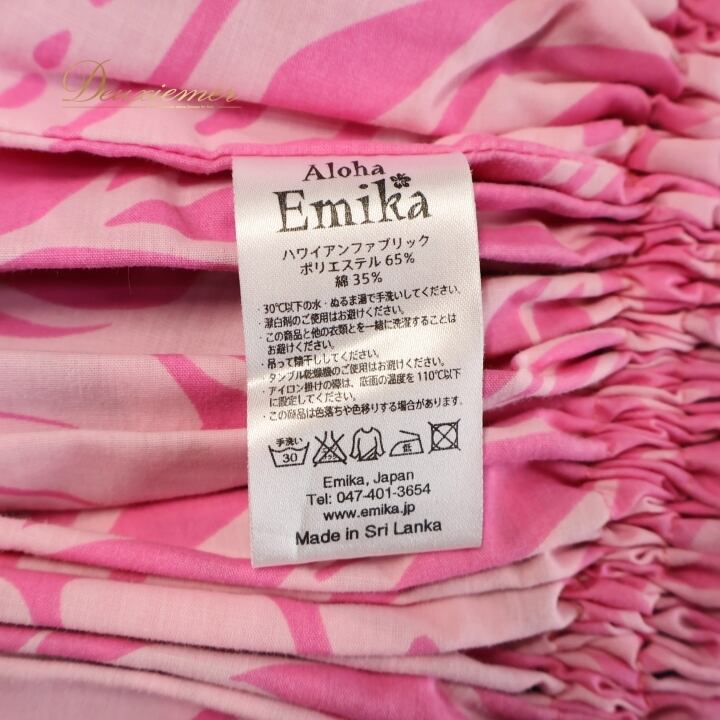 Deuxiemer
Aloha
Emika
ハワイアンファブリック
ポリエステル 65%
綿 35%
30℃以下の水・ぬるま湯で手洗いしてください。
漂白剤のご使用はお避けください。
・この商品と他の衣類とを一緒に洗濯することは
お避けください。
・吊って陰干ししてください。
・タンブル乾燥機のご使用はお避けください。
・アイロン掛けの際は、底面の温度を110℃以下
に設定してください。
・この商品は色落ちや色移りする場合があります。
手洗い
30
低
Emika, Japan
Tel: 047-401-3654
www.emika.jp
Made in Sri Lanka